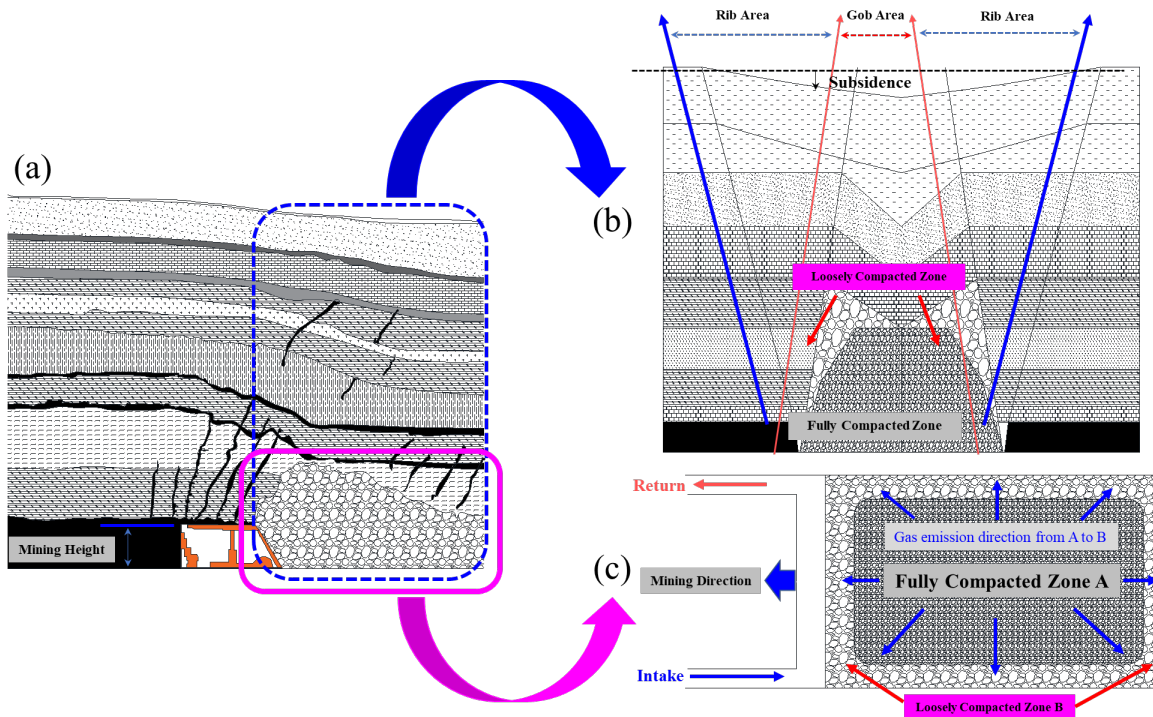 (a)
Mining Height
Rib Area
Gob Area
Rib Area
Subsidence
(b)
Loosely Compacted Zone
Fully Compacted Zone
Return
Gas emission direction from A to B
(c)
Mining Direction
Fully Compacted Zone A
Intake
Loosely Compacted Zone B